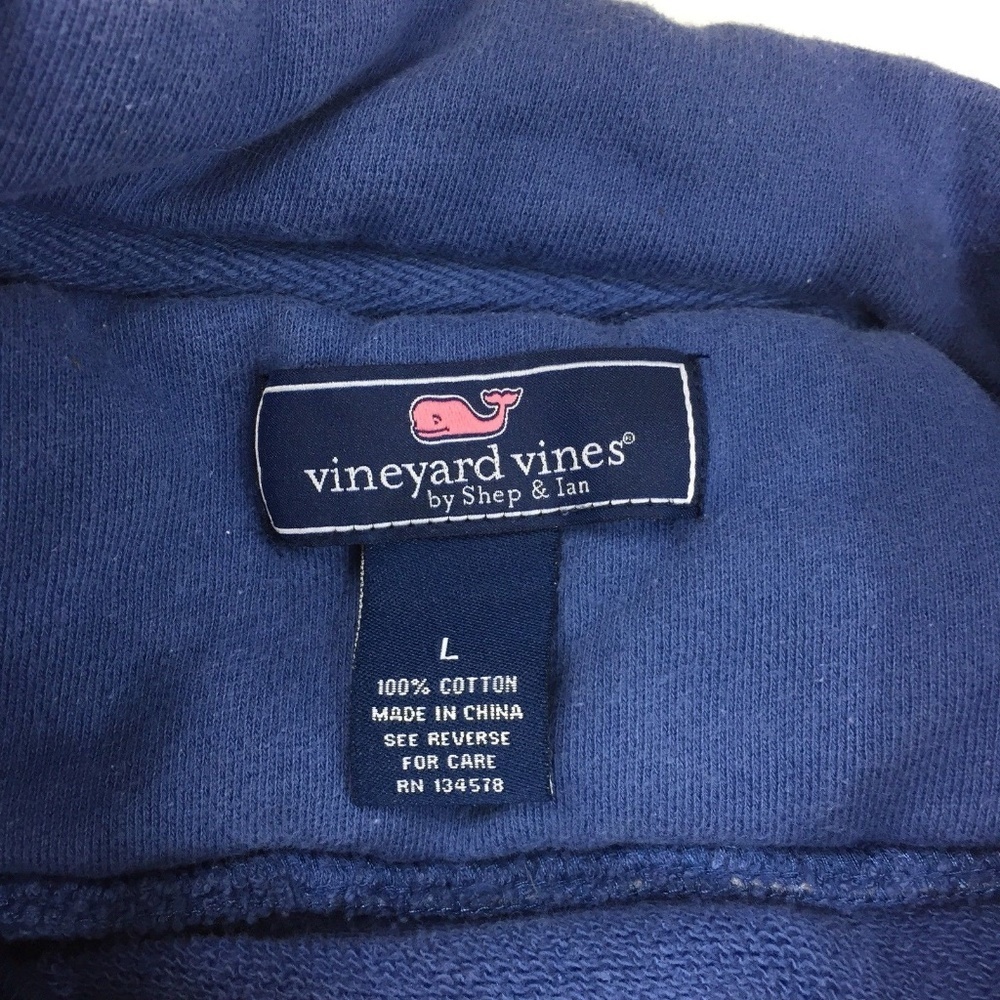 vineyard vines®
by Shep & Ian
L
100% COTTON
MADE IN CHINA
SEE REVERSE
FOR CARE
RN 134578